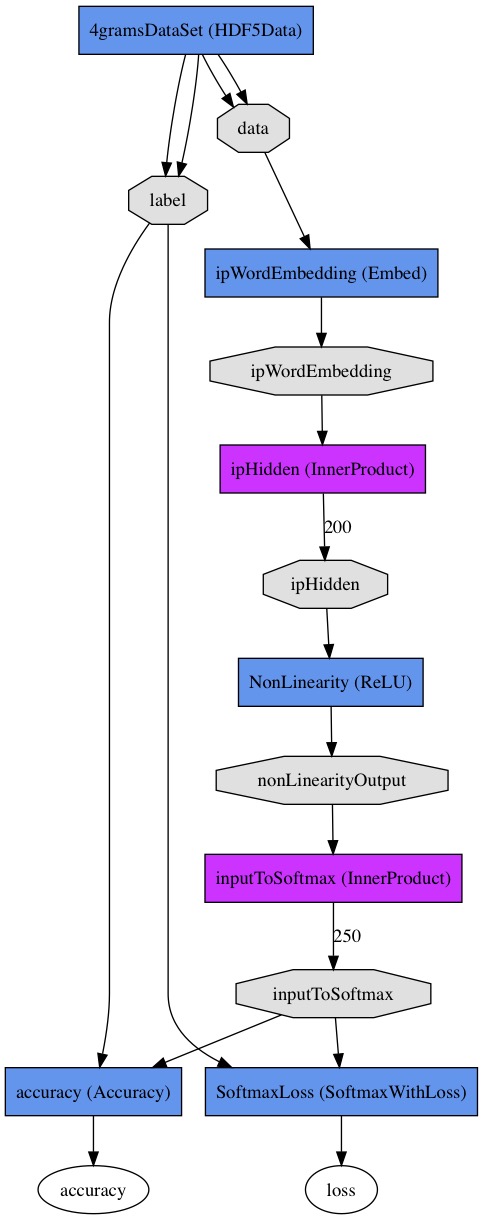 4gramsDataSet (HDF5Data)
data
label
ipWordEmbedding (Embed)
ipWordEmbedding
ipHidden (InnerProduct)
200
ipHidden
NonLinearity (ReLU)
nonLinearityOutput
inputToSoftmax (InnerProduct)
250
inputToSoftmax
accuracy (Accuracy)
SoftmaxLoss (SoftmaxWithLoss)
accuracy
loss